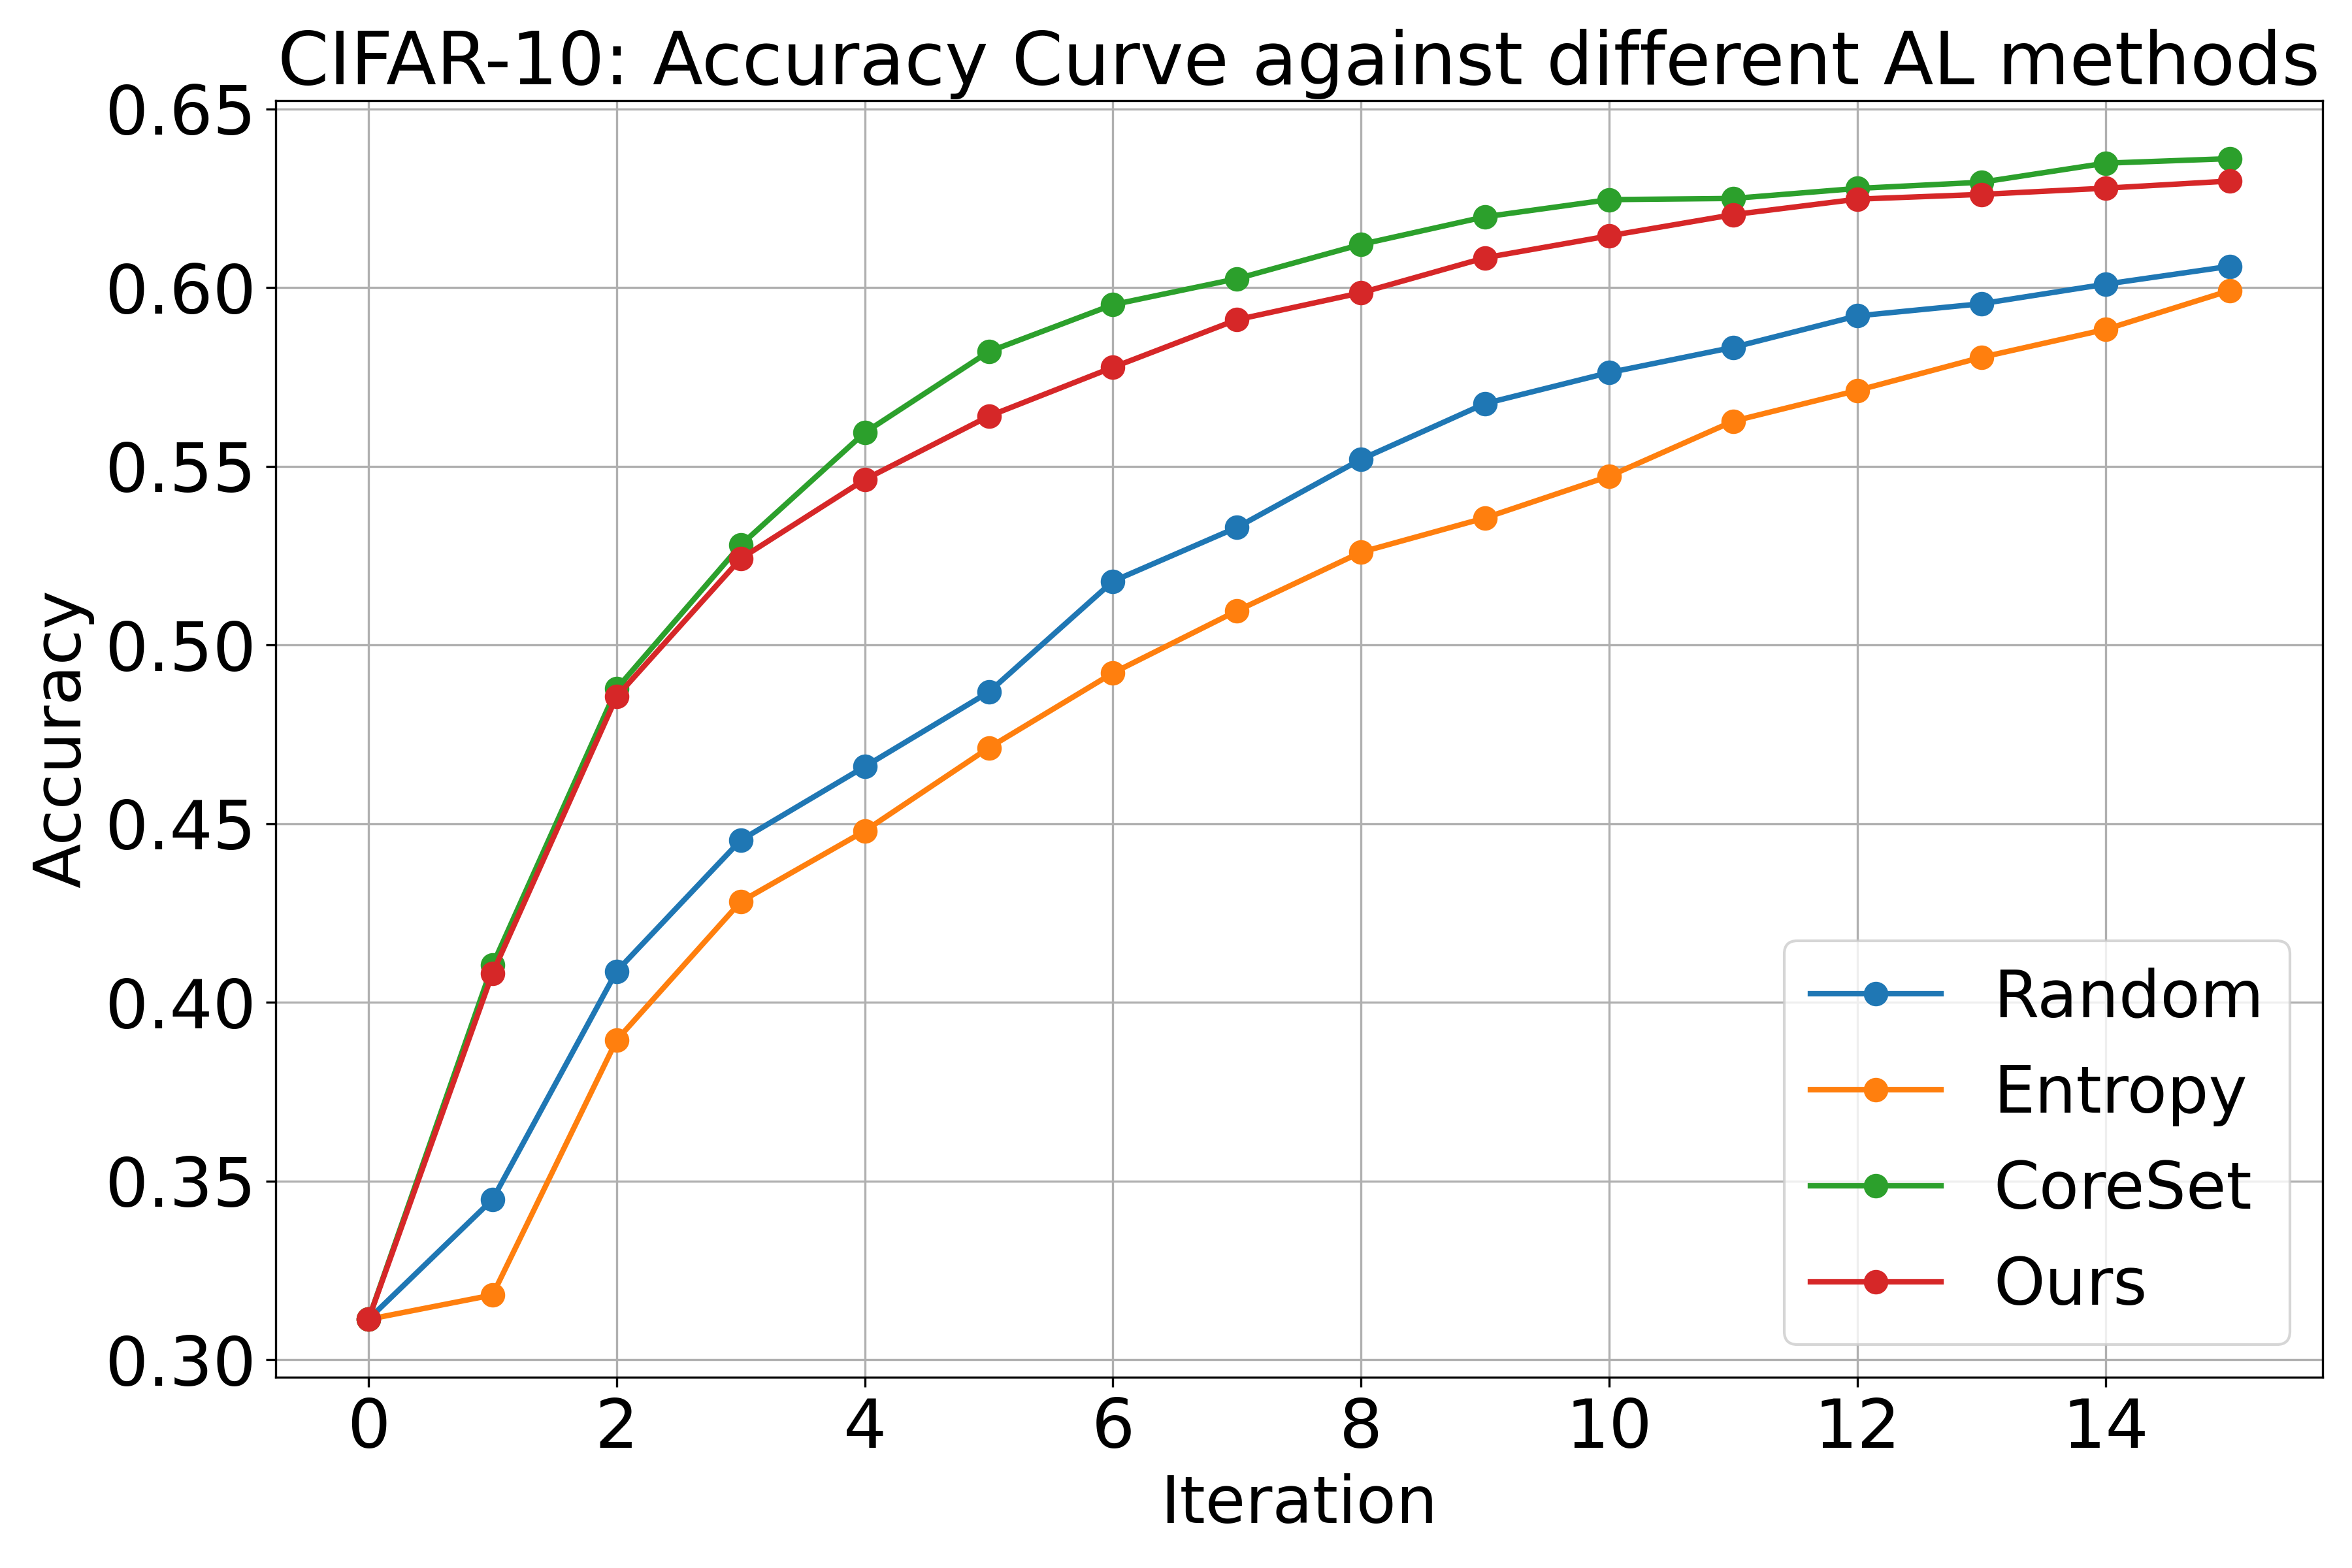 CIFAR-10: Accuracy Curve against different AL methods
0.65
0.60
0.55
0.50
0.45
0.40
0.35
0.30
Accuracy
0 2 4 6 8 10 12 14
Iteration
Random
Entropy
CoreSet
Ours